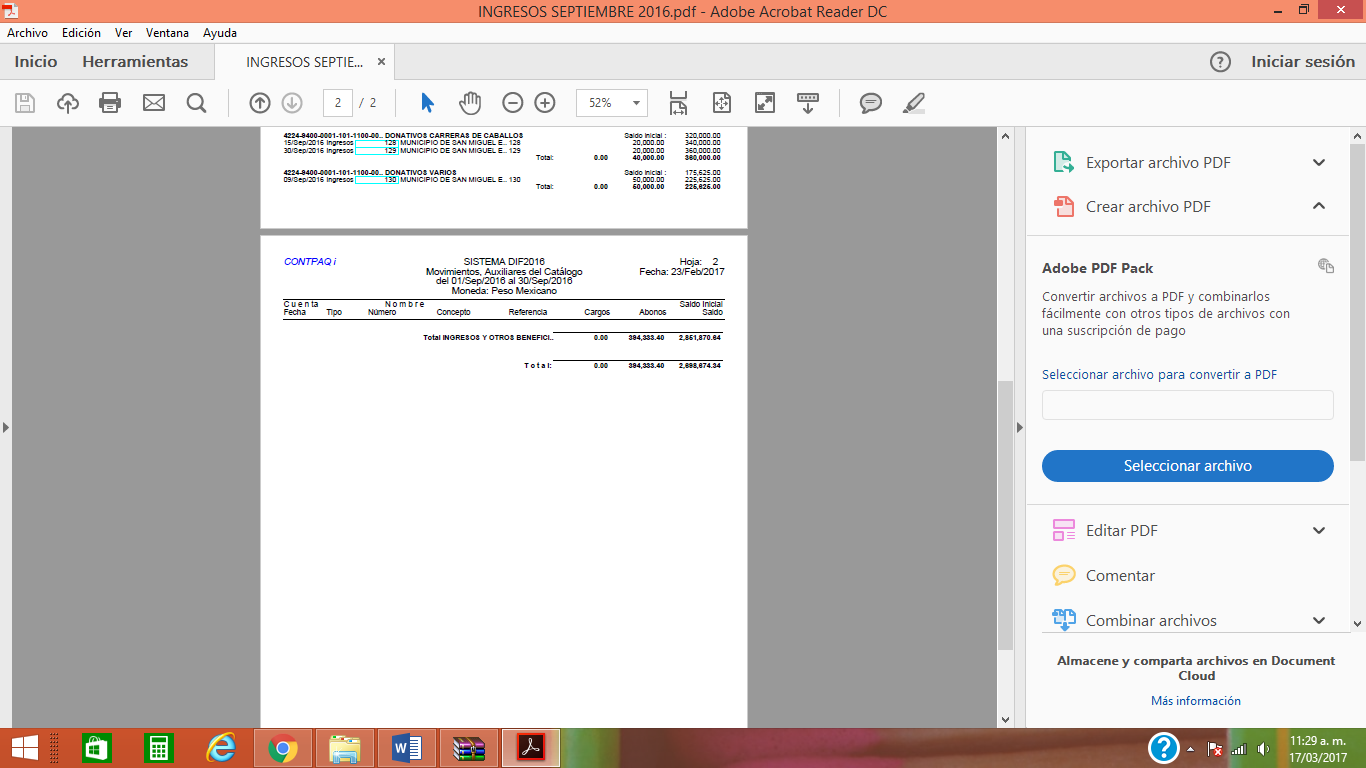 INGRESOS SEPTIEMBRE 2016.pdf - Adobe Acrobat Reader DC
Archivo Edición Ver Ventana Ayuda
Inicio Herramientas INGRESOS SEPTIE... × ? Iniciar sesión
2 / 2 52%
4224-9400-0001-101-1100-00.. DONATIVOS CARRERAS DE CABALLOS Saldo inicial : 320,000.00
15/Sep/2016 Ingresos 128 MUNICIPIO DE SAN MIGUEL E.. 128 20,000.00 340,000.00
30/Sep/2016 Ingresos 129 MUNICIPIO DE SAN MIGUEL E.. 129 20,000.00 360,000.00
Total: 0.00 40,000.00 360,000.00
4224-9400-0001-101-1100-00.. DONATIVOS VARIOS Saldo inicial : 175,625.00
09/Sep/2016 Ingresos 130 MUNICIPIO DE SAN MIGUEL E.. 130 50,000.00 225,625.00
Total: 0.00 50,000.00 225,625.00
CONTPAQ i SISTEMA DIF2016 Hoja: 2
Movimientos, Auxiliares del Catálogo Fecha: 23/Feb/2017
del 01/Sep/2016 al 30/Sep/2016
Moneda: Peso Mexicano
C u e n t a N o m b r e Saldo Inicial
Fecha Tipo Número Concepto Referencia Cargos Abonos Saldo
Total INGRESOS Y OTROS BENEFICI.. 0.00 394,333.40 2,851,870.64
T o t a l: 0.00 394,333.40 2,698,674.34
Exportar archivo PDF
Crear archivo PDF
Adobe PDF Pack
Convertir archivos a PDF y combinarlos
fácilmente con otros tipos de archivos con
una suscripción de pago
Seleccionar archivo para convertir a PDF
Seleccionar archivo
Editar PDF
Comentar
Combinar archivos
Almacene y comparta archivos en Document
Cloud
Más información
11:29 a. m.
17/03/2017